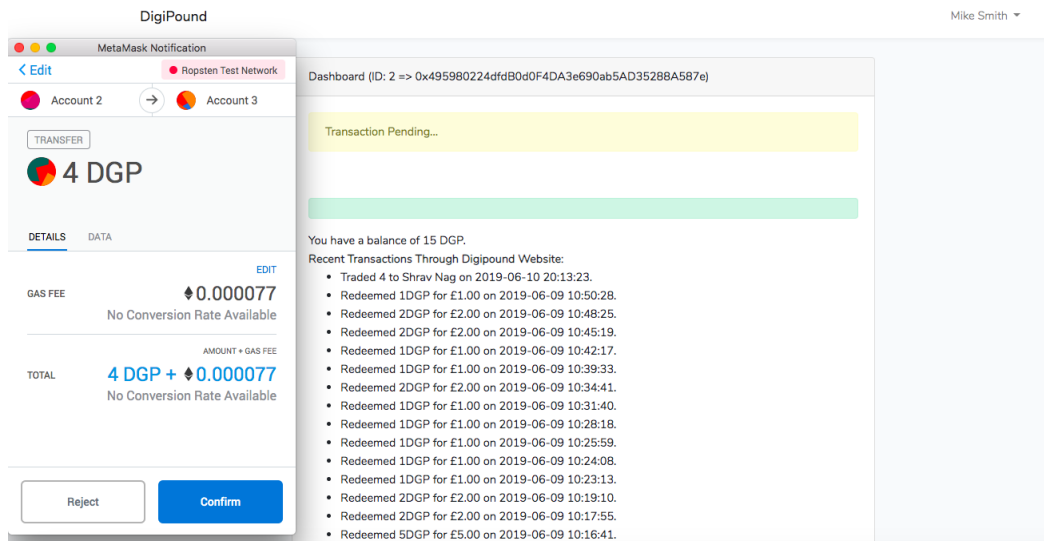 DigiPound
Mike Smith
MetaMask Notification
Edit
Ropsten Test Network
Account 2
Account 3
TRANSFER
4 DGP
DETAILS DATA
EDIT
GAS FEE
0.000077
No Conversion Rate Available
AMOUNT + GAS FEE
TOTAL
4 DGP + 0.000077
No Conversion Rate Available
Reject
Confirm
Dashboard (ID: 2 => 0x495980224dfdB0d0F4DA3e690ab5AD35288A587e)
Transaction Pending...
You have a balance of 15 DGP.
Recent Transactions Through Digipound Website:
• Traded 4 to Shrav Nag on 2019-06-10 20:13:23.
• Redeemed 1DGP for £1.00 on 2019-06-09 10:50:28.
• Redeemed 2DGP for £2.00 on 2019-06-09 10:48:25.
• Redeemed 2DGP for £2.00 on 2019-06-09 10:45:19.
• Redeemed 1DGP for £1.00 on 2019-06-09 10:42:17.
• Redeemed 1DGP for £1.00 on 2019-06-09 10:39:33.
• Redeemed 2DGP for £2.00 on 2019-06-09 10:34:41.
• Redeemed 1DGP for £1.00 on 2019-06-09 10:31:40.
• Redeemed 1DGP for £1.00 on 2019-06-09 10:28:18.
• Redeemed 1DGP for £1.00 on 2019-06-09 10:25:59.
• Redeemed 1DGP for £1.00 on 2019-06-09 10:24:08.
• Redeemed 1DGP for £1.00 on 2019-06-09 10:23:13.
• Redeemed 2DGP for £2.00 on 2019-06-09 10:19:10.
• Redeemed 2DGP for £2.00 on 2019-06-09 10:17:55.
• Redeemed 5DGP for £5.00 on 2019-06-09 10:16:41.